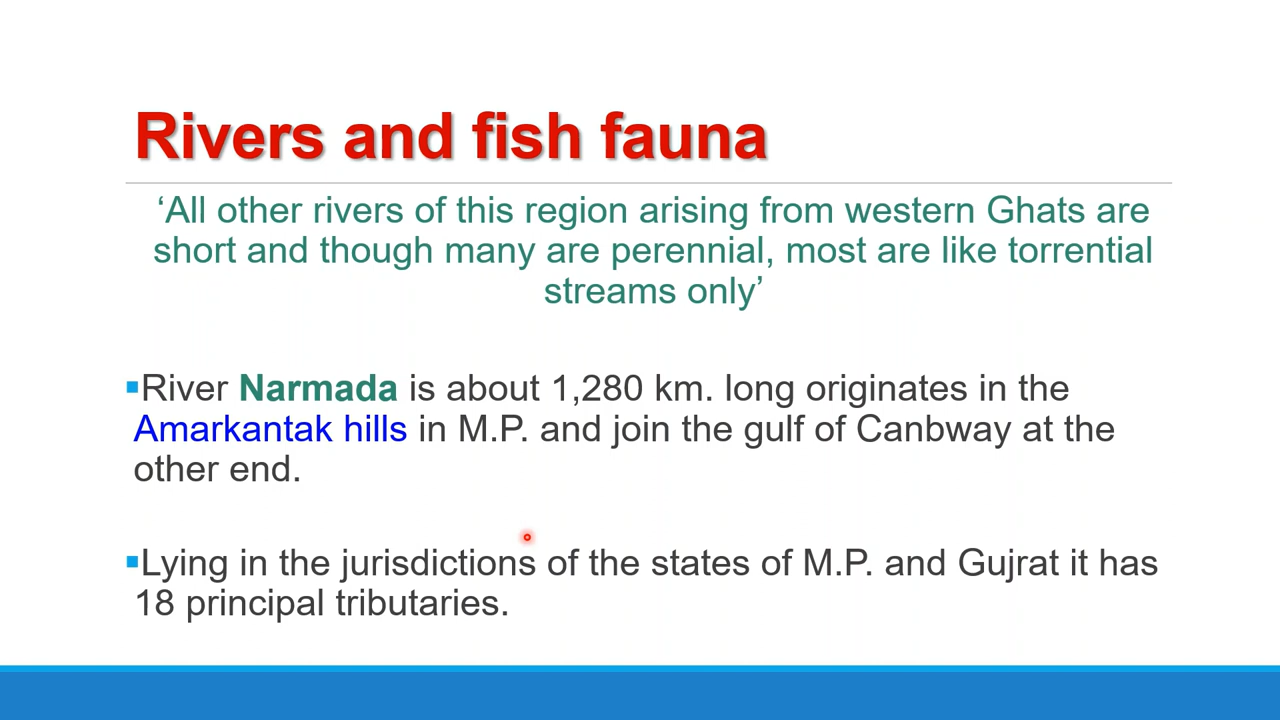 Rivers and fish fauna
‘All other rivers of this region arising from western Ghats are
short and though many are perennial, most are like torrential
streams only’
▪River Narmada is about 1,280 km. long originates in the
Amarkantak hills in M.P. and join the gulf of Canbway at the
other end.
▪Lying in the jurisdictions of the states of M.P. and Gujrat it has
18 principal tributaries.